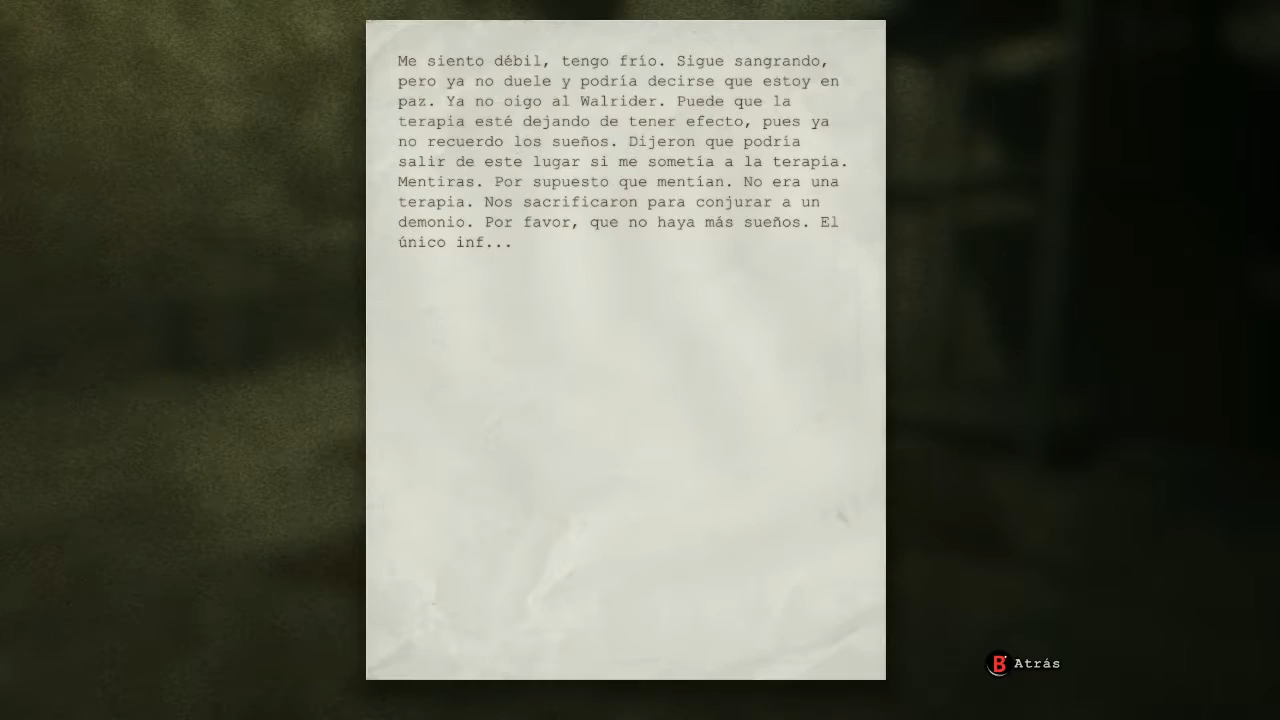 Me siento débil, tengo frío. Sigue sangrando,
pero ya no duele y podría decirse que estoy en
paz. Ya no oigo al Walrider. Puede que la
terapia esté dejando de tener efecto, pues ya
no recuerdo los sueños. Dijeron que podría
salir de este lugar si me sometía a la terapia.
Mentiras. Por supuesto que mentían. No era una
terapia. Nos sacrificaron para conjurar a un
demonio. Por favor, que no haya más sueños. El
único inf...
B Atrás